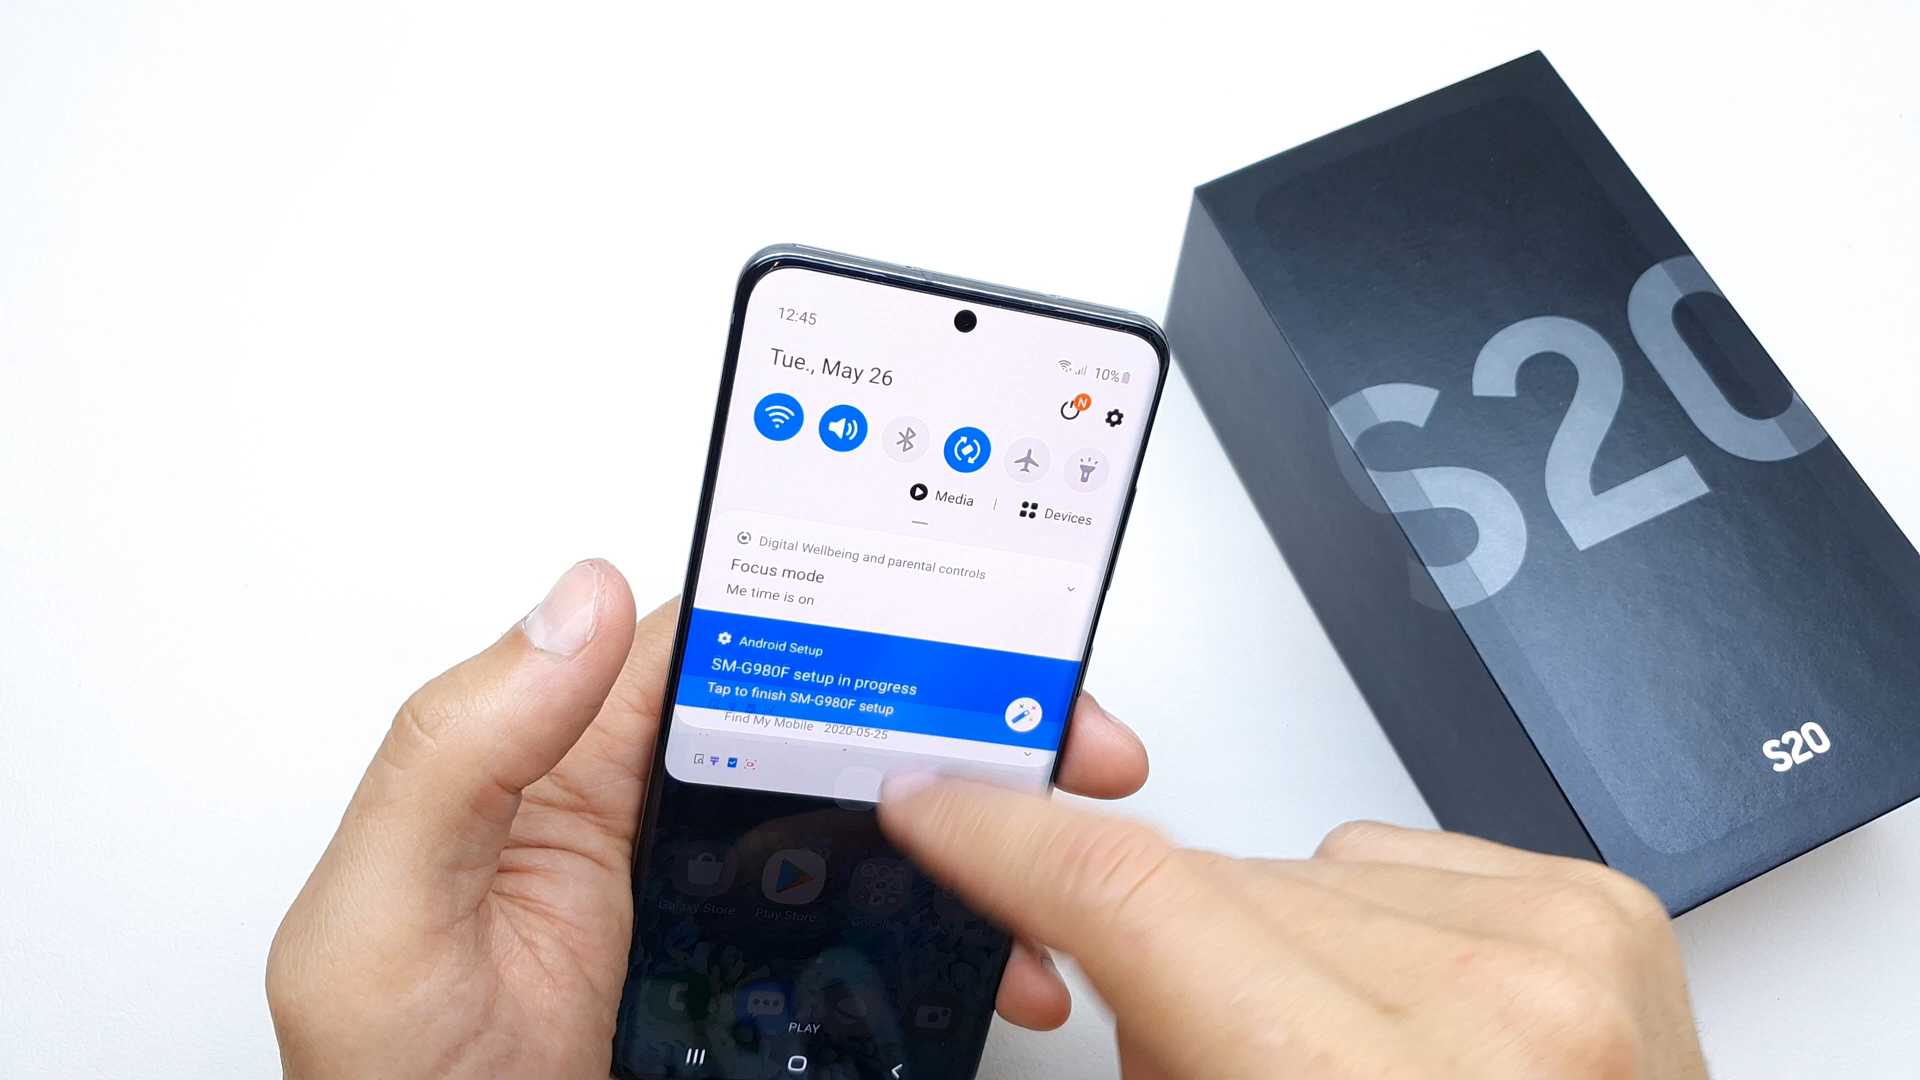 12:45
Tue., May 26
10%
N
Media | Devices
Digital Wellbeing and parental controls
Focus mode
Me time is on
Android Setup
SM-G980F setup in progress
Tap to finish SM-G980F setup
Find My Mobile 2020-05-25
Galaxy Store
Play Store
Google
PLAY
S20
S20